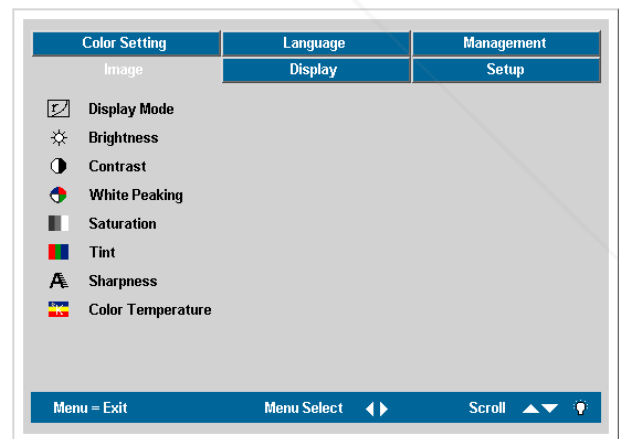 Color Setting Language Management
Image Display Setup
Display Mode
Brightness
Contrast
White Peaking
Saturation
Tint
Sharpness
Color Temperature
Menu = Exit Menu Select Scroll